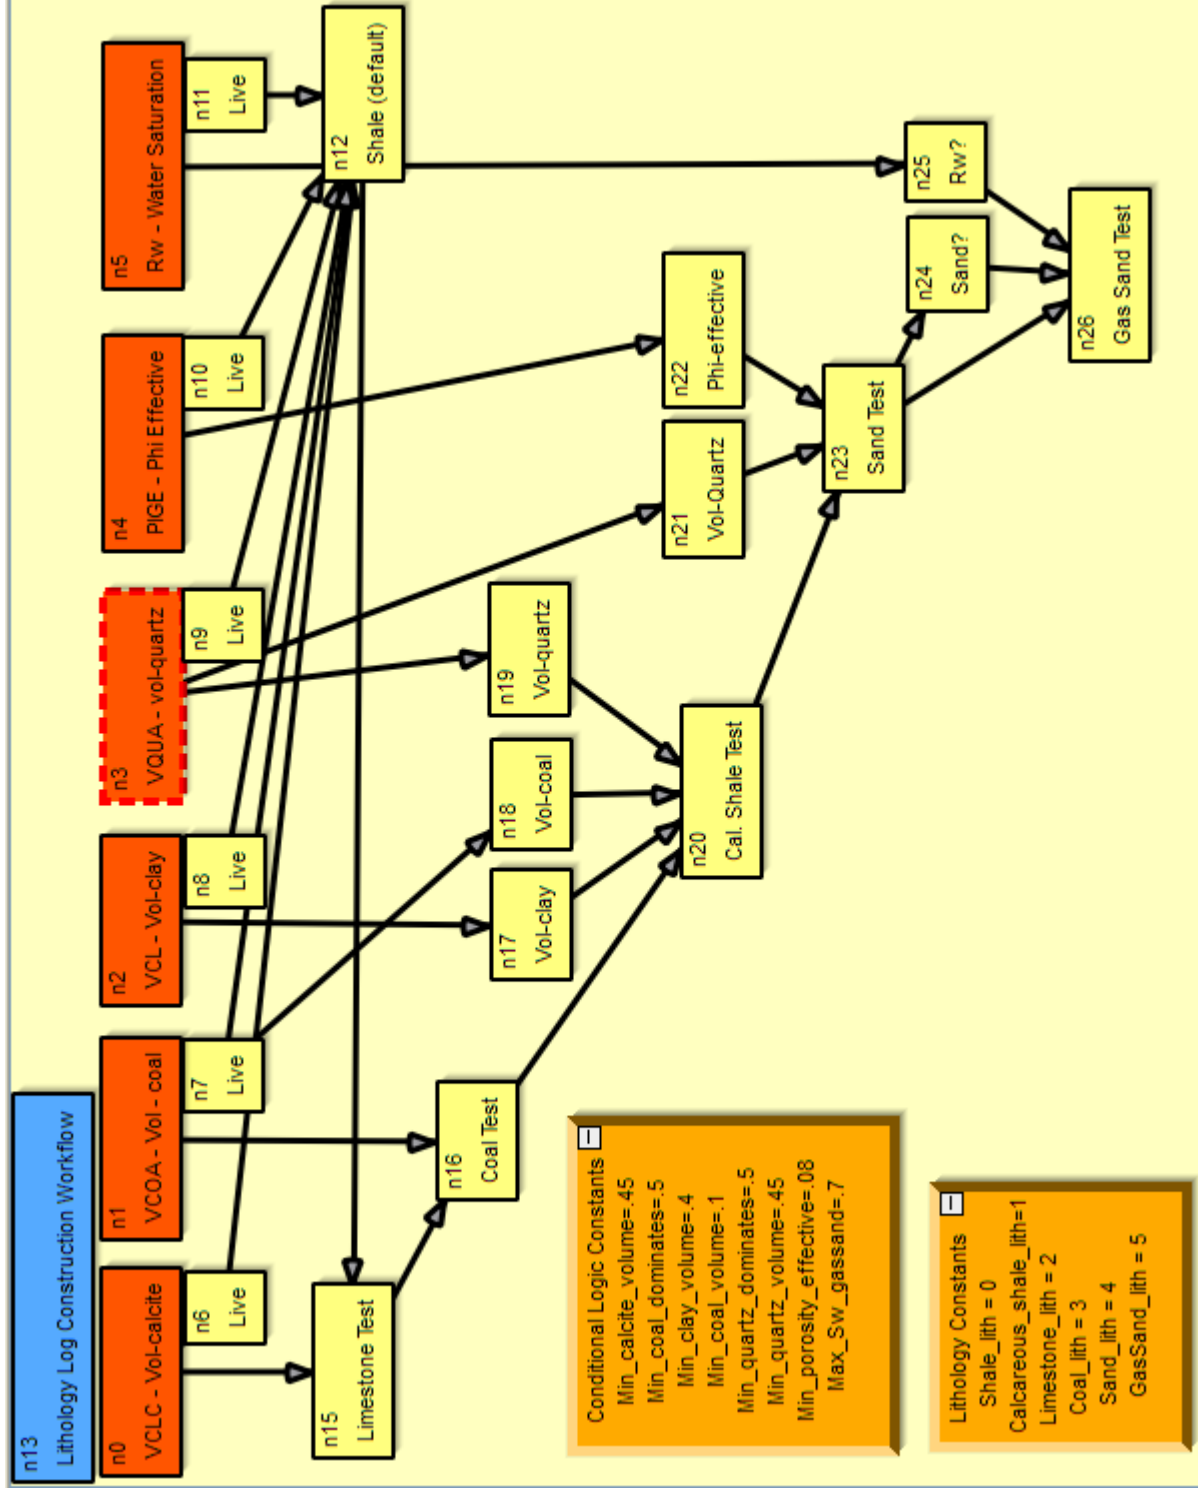 n13
Lithology Log Construction Workflow
n0
VCLC - Vol-calcite
n1
VCOA - Vol - coal
n2
VCL - Vol-clay
n3
VQUA - vol-quartz
n4
PIGE - Phi Effective
n5
Rw - Water Saturation
n6
Live
n7
Live
n8
Live
n9
Live
n10
Live
n11
Live
n12
Shale (default)
n15
Limestone Test
n16
Coal Test
n17
Vol-clay
n18
Vol-coal
n19
Vol-quartz
n20
Cal. Shale Test
n21
Vol-Quartz
n22
Phi-effective
n23
Sand Test
n24
Sand?
n25
Rw?
n26
Gas Sand Test
Conditional Logic Constants
Min_calcite_volume=.45
Min_coal_dominates=.5
Min_clay_volume=.4
Min_coal_volume=.1
Min_quartz_dominates=.5
Min_quartz_volume=.45
Min_porosity_effective=.08
Max_Sw_gassand=.7
Lithology Constants
Shale_lith = 0
Calcareous_shale_lith=1
Limestone_lith = 2
Coal_lith = 3
Sand_lith = 4
GasSand_lith = 5